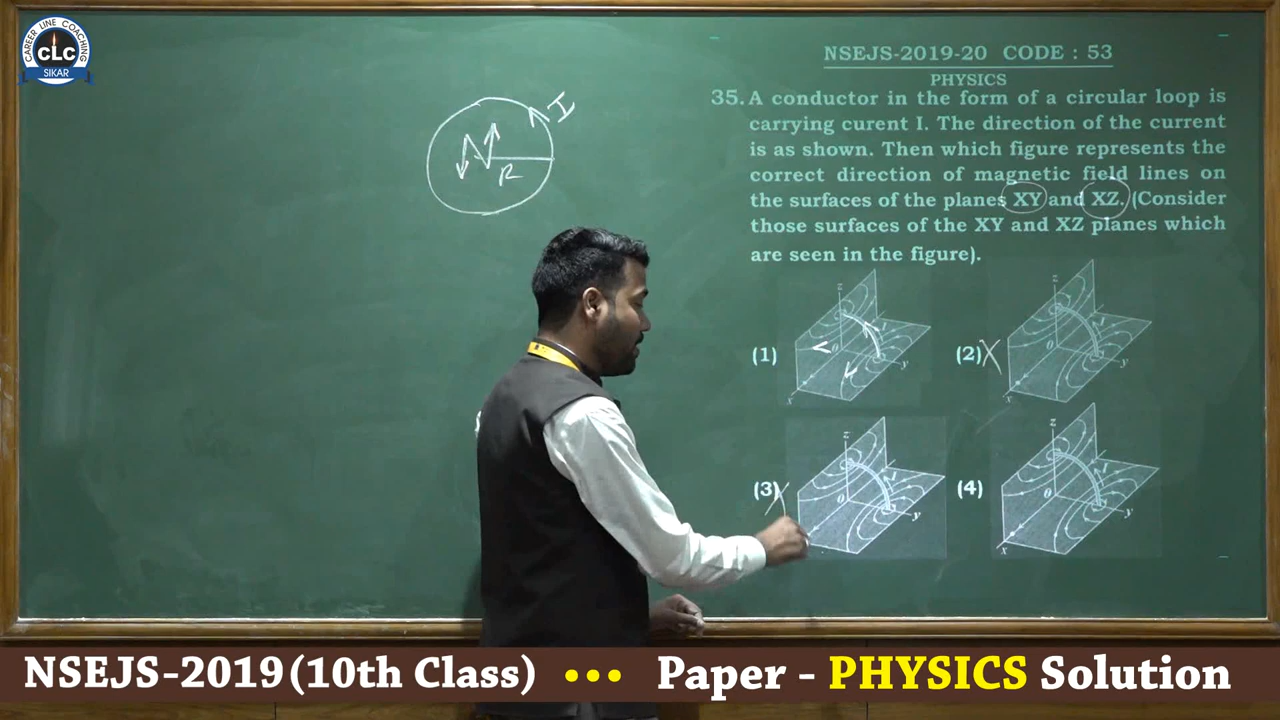 CAREER LINE COACHING
CLC
SIKAR
I
R
NSEJS-2019-20 CODE : 53
PHYSICS
35. A conductor in the form of a circular loop is
carrying curent I. The direction of the current
is as shown. Then which figure represents the
correct direction of magnetic field lines on
the surfaces of the planes XY and XZ. (Consider
those surfaces of the XY and XZ planes which
are seen in the figure).
(1)
z
0
y
x
(2)
z
0
I
y
x
(3)
z
0
I
y
(4)
z
0
I
y
x
NSEJS-2019(10th Class) ••• Paper - PHYSICS Solution